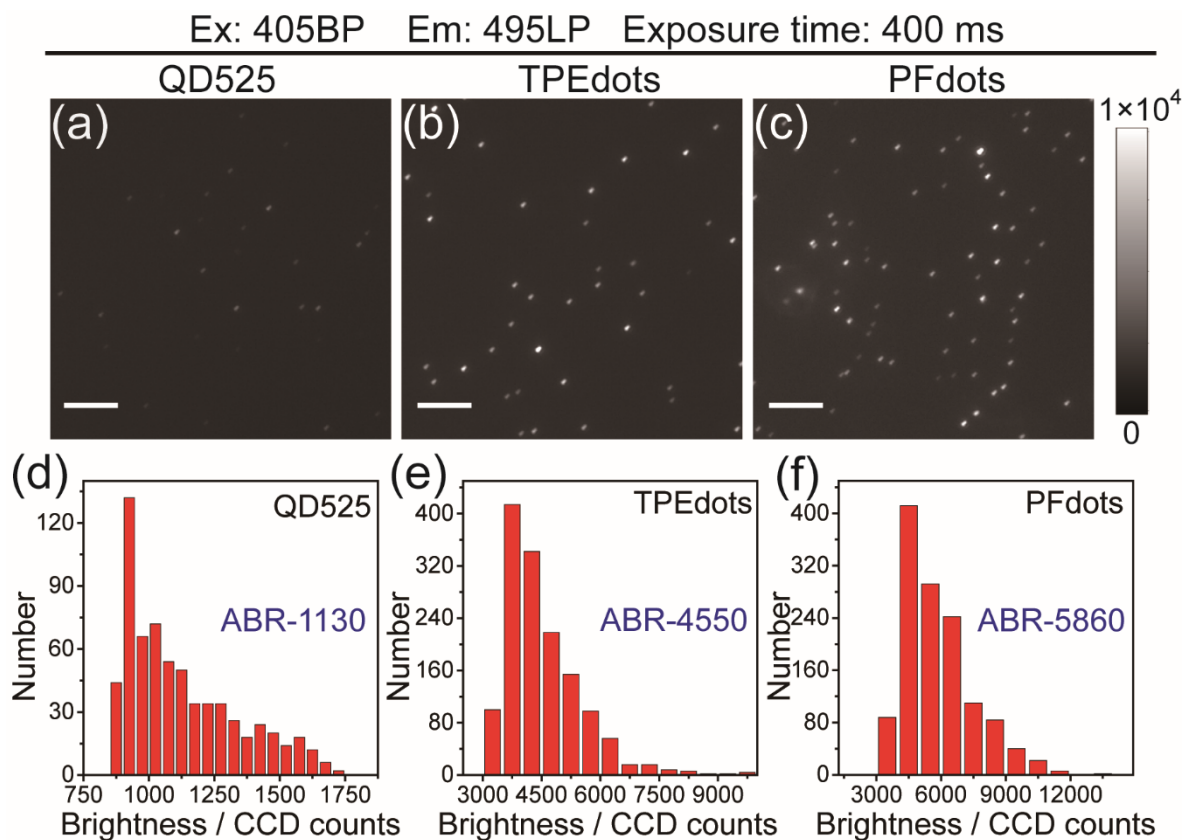 Ex: 405BP Em: 495LP Exposure time: 400 ms
QD525 TPEdots PFdots
(a) (b) (c) 1×10⁴
0
(d) (e) (f)
QD525 TPEdots PFdots
ABR-1130 ABR-4550 ABR-5860
Number Number Number
120
90
60
30
0
400
320
240
160
80
0
400
320
240
160
80
0
750 1000 1250 1500 1750 3000 4500 6000 7500 9000 3000 6000 9000 12000
Brightness / CCD counts Brightness / CCD counts Brightness / CCD counts